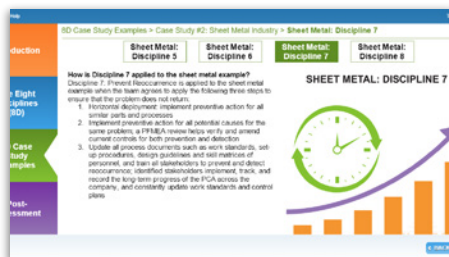 Help
8D Case Study Examples > Case Study #2: Sheet Metal Industry > Sheet Metal: Discipline 7
Sheet Metal:
Discipline 5
Sheet Metal:
Discipline 6
Sheet Metal:
Discipline 7
Sheet Metal:
Discipline 8
oduction
e Eight
ciplines
(8D)
D Case
Study
amples
Post-
essment
How is Discipline 7 applied to the sheet metal example?
Discipline 7: Prevent Reoccurrence is applied to the sheet metal
example when the team agrees to apply the following three steps to
ensure that the problem does not return:
1. Horizontal deployment: implement preventive action for all
similar parts and processes
2. Implement preventive action for all potential causes for the
same problem; a PFMEA review helps verify and amend
current controls for both prevention and detection
3. Update all process documents such as work standards, set-
up procedures, design guidelines and skill matrices of
personnel, and train all stakeholders to prevent and detect
reoccurrence; identified stakeholders implement, track, and
record the long-term progress of the PCA across the
company, and constantly update work standards and control
plans
SHEET METAL: DISCIPLINE 7